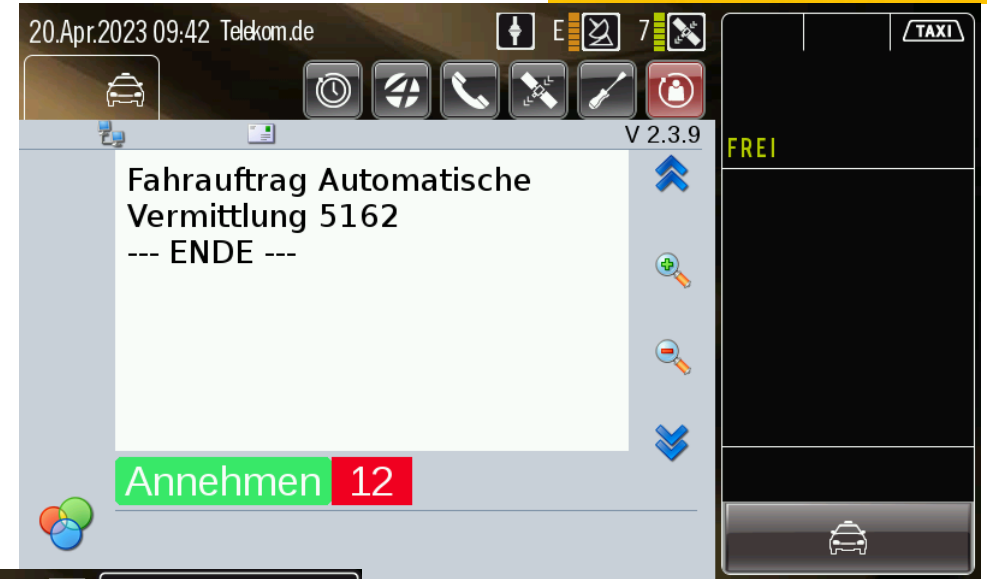 20.Apr.2023 09:42 Telekom.de E 7
TAXI
V 2.3.9
FREI
Fahrauftrag Automatische
Vermittlung 5162
--- ENDE ---
Annehmen 12